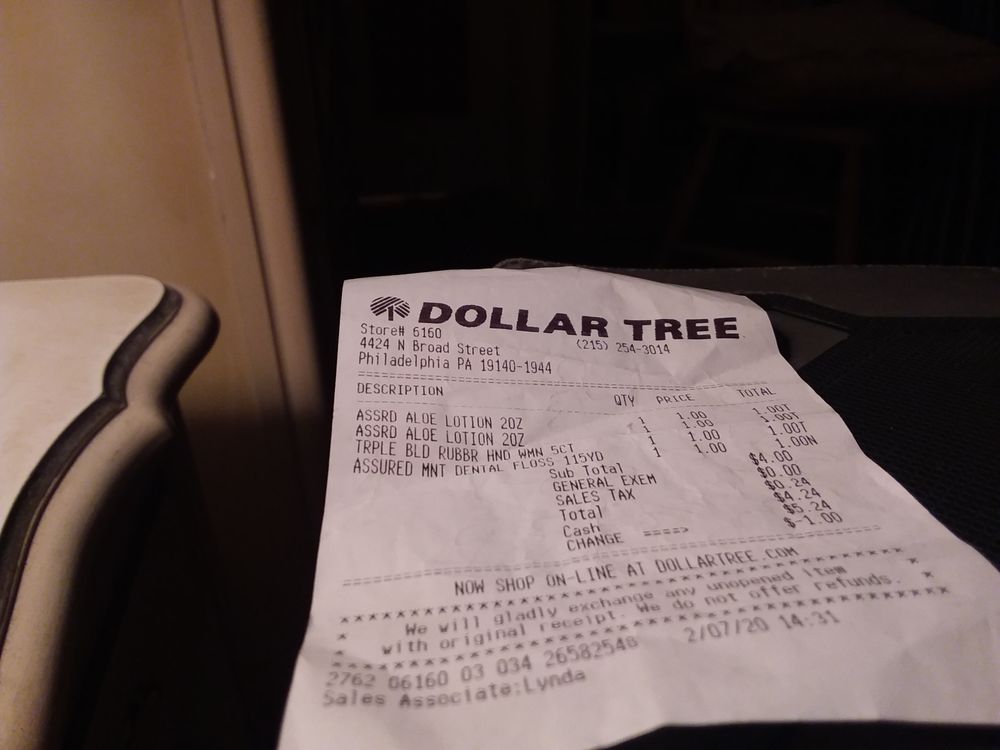 DOLLAR TREE
Store# 6160 (215) 254-3014
4424 N Broad Street
Philadelphia PA 19140-1944
DESCRIPTION QTY PRICE TOTAL
ASSRD ALOE LOTION 2OZ 1 1.00 1.00T
ASSRD ALOE LOTION 2OZ 1 1.00 1.00T
TRPLE BLD RUBBR HND WMN 5CT 1 1.00 1.00T
ASSURED MNT DENTAL FLOSS 115YD 1 1.00 1.00N
Sub Total $4.00
GENERAL EXEM $0.00
SALES TAX $0.24
Total $4.24
Cash $5.24
CHANGE ====> $-1.00
NOW SHOP ON-LINE AT DOLLARTREE.COM
We will gladly exchange any unopened item
with original receipt. We do not offer refunds.
2762 06160 03 034 26582548 2/07/20 14:31
Sales Associate:Lynda